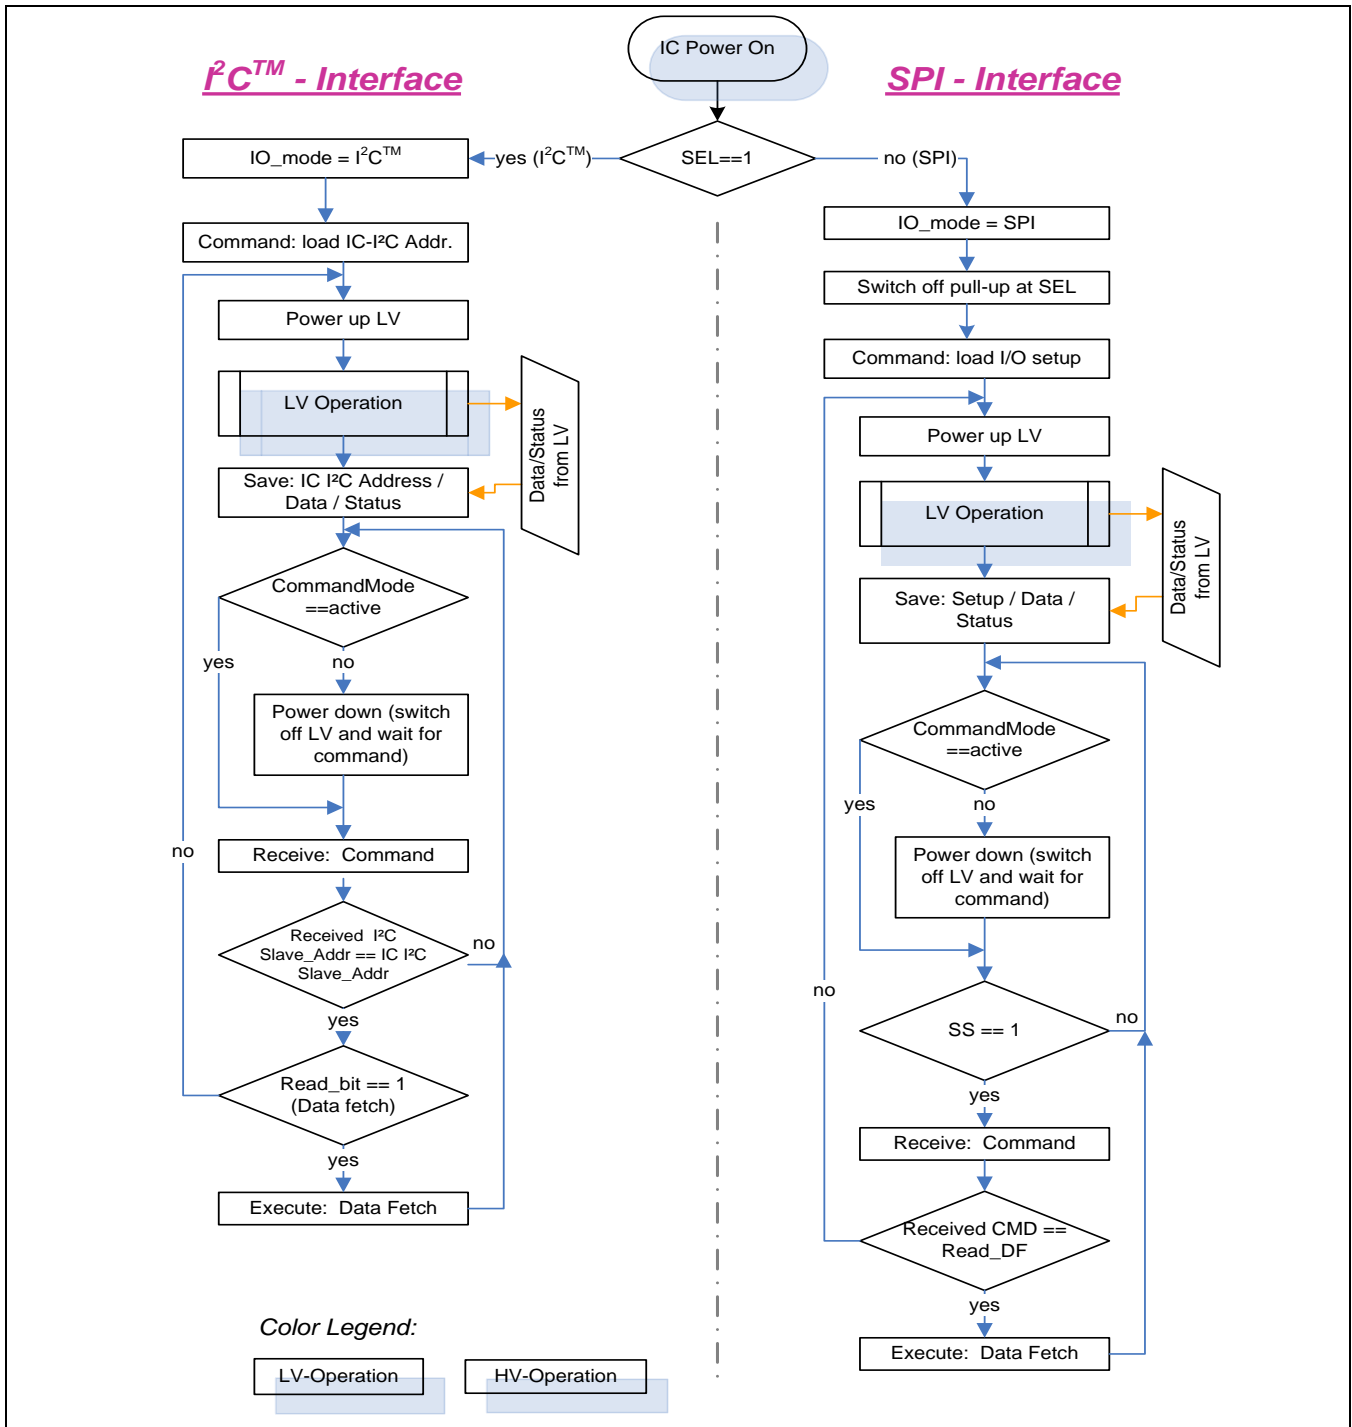 IC Power On
I²C™ - Interface
SPI - Interface
SEL==1
yes (I²C™)
no (SPI)
IO_mode = I²C™
Command: load IC-I²C Addr.
Power up LV
LV Operation
Data/Status
from LV
Save: IC I²C Address /
Data / Status
CommandMode
==active
yes
no
Power down (switch
off LV and wait for
command)
no
Receive: Command
Received I²C
Slave_Addr == IC I²C
Slave_Addr
no
yes
Read_bit == 1
(Data fetch)
yes
Execute: Data Fetch
IO_mode = SPI
Switch off pull-up at SEL
Command: load I/O setup
Power up LV
LV Operation
Data/Status
from LV
Save: Setup / Data /
Status
CommandMode
==active
yes
no
Power down (switch
off LV and wait for
command)
no
SS == 1
no
yes
Receive: Command
Received CMD ==
Read_DF
yes
Execute: Data Fetch
Color Legend:
LV-Operation
HV-Operation